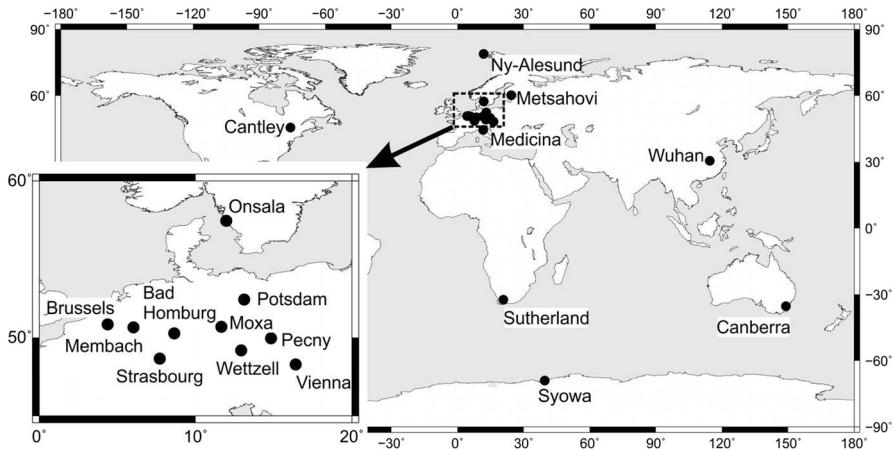 −180° −150° −120° −90° −60° −30° 0° 30° 60° 90° 120° 150° 180°
90° 90°
Ny-Alesund
60° Metsahovi 60°
Cantley
Medicina
Wuhan
30°
60°
Onsala
0°
Bad
Brussels Homburg Potsdam
Moxa
−30°
Membach Pecny
50°
Sutherland Canberra
Strasbourg Wettzell
Vienna
−60°
Syowa
0° 10° 20°
−90°
−30° 0° 30° 60° 90° 120° 150° 180°